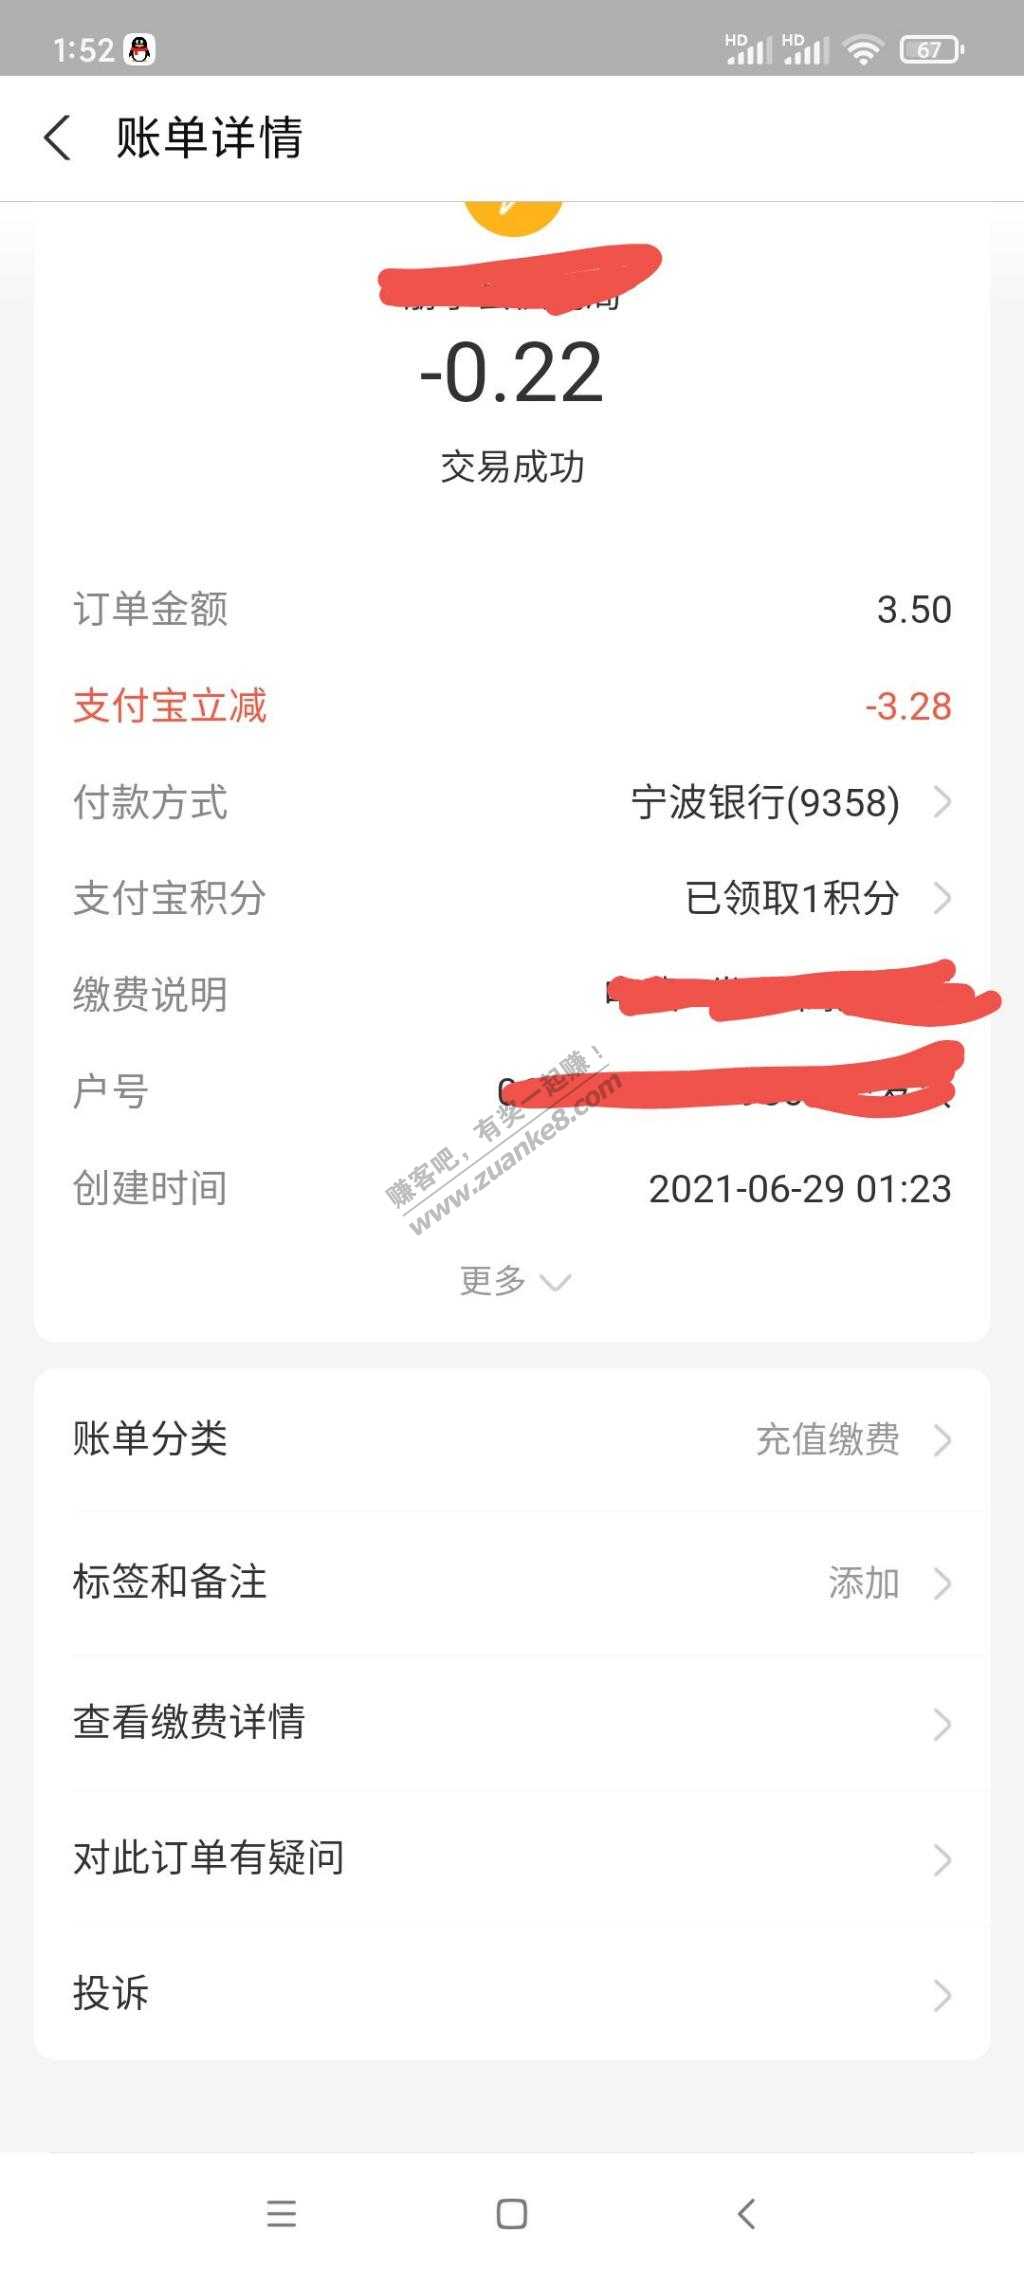 1:52
HD HD 67
账单详情
-0.22
交易成功
订单金额 3.50
支付宝立减 -3.28
付款方式 宁波银行(9358)
支付宝积分 已领取1积分
缴费说明
户号
创建时间 2021-06-29 01:23
赚客吧，有奖一起赚！
www.zuanke8.com
更多
账单分类 充值缴费
标签和备注 添加
查看缴费详情
对此订单有疑问
投诉